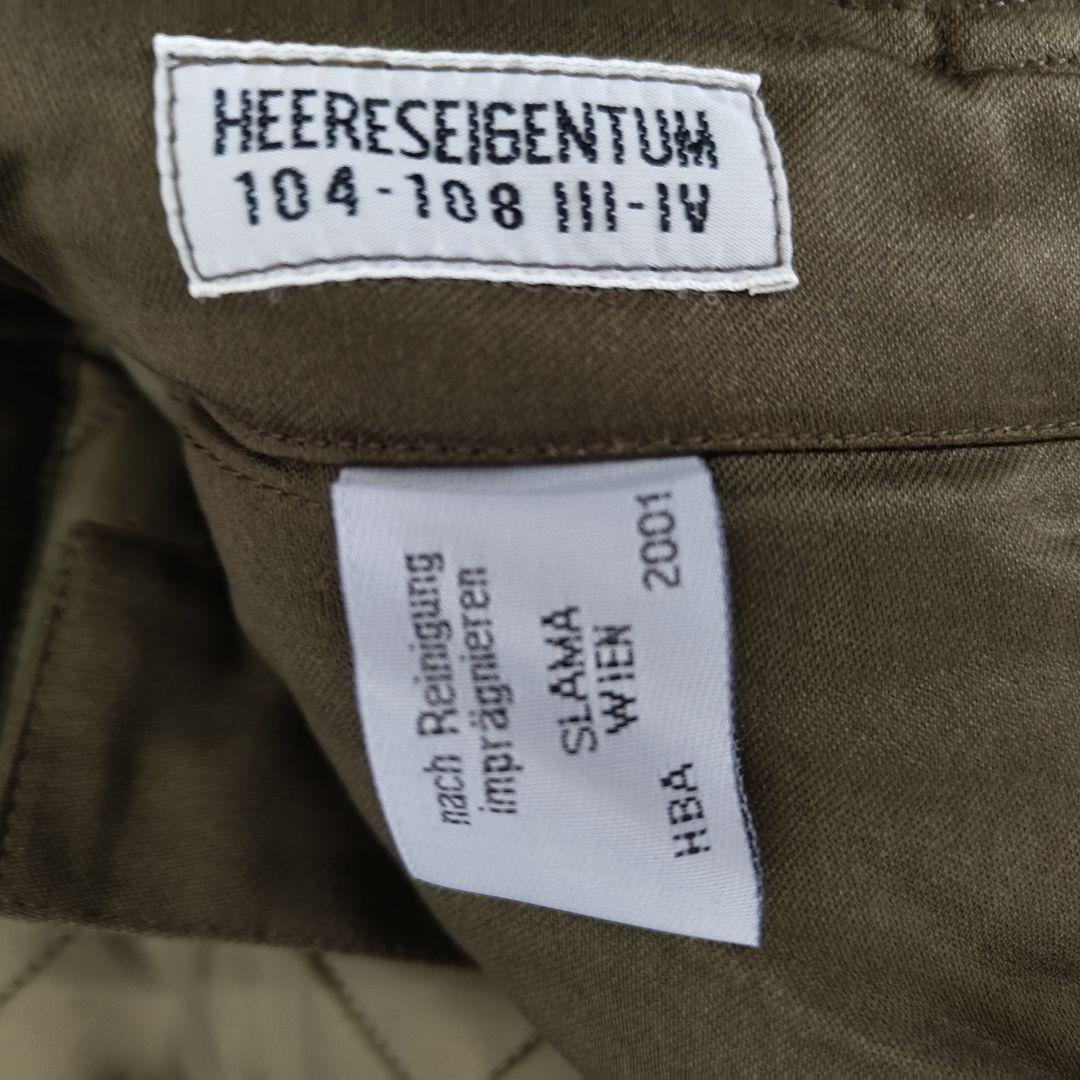 HEERESEIGENTUM
104-108 III-IV
nach Reinigung
imprägnieren
SLAMA
WIEN
HBA 2001